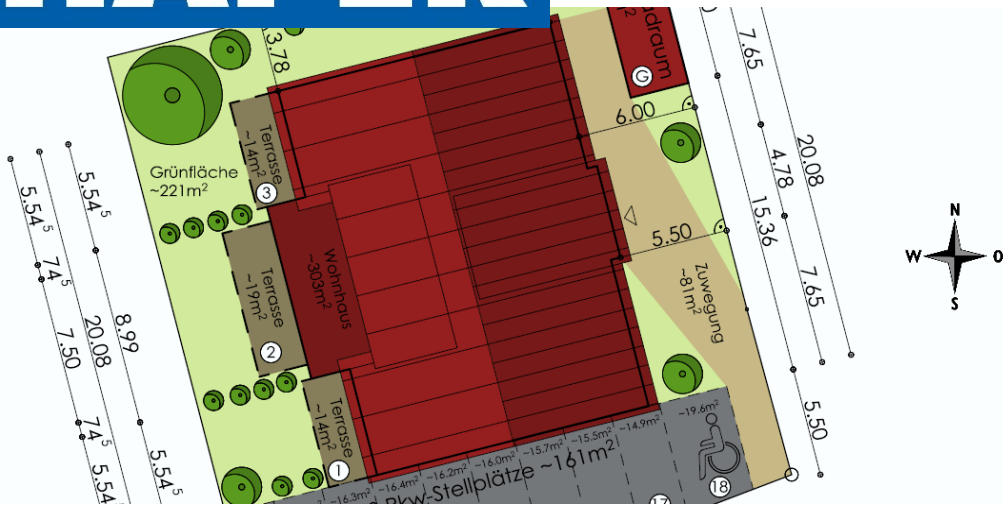 3.78
G
6.00
7.65
4.78
20.08
15.36
7.65
5.50
5.50
Terrasse
~14m²
3
Grünfläche
~221m²
5.54⁵
74⁵
7.50
74⁵
5.54
20.08
5.54⁵
8.99
5.54⁵
Terrasse
~19m²
2
Wohnhaus
~303m²
Terrasse
~14m²
1
Zuwegung
~81m²
N
W
O
S
~16.3m²
~16.4m²
~16.2m²
~16.0m²
~15.7m²
~15.5m²
~14.9m²
~19.6m²
Pkw-Stellplätze ~161m²
17
18